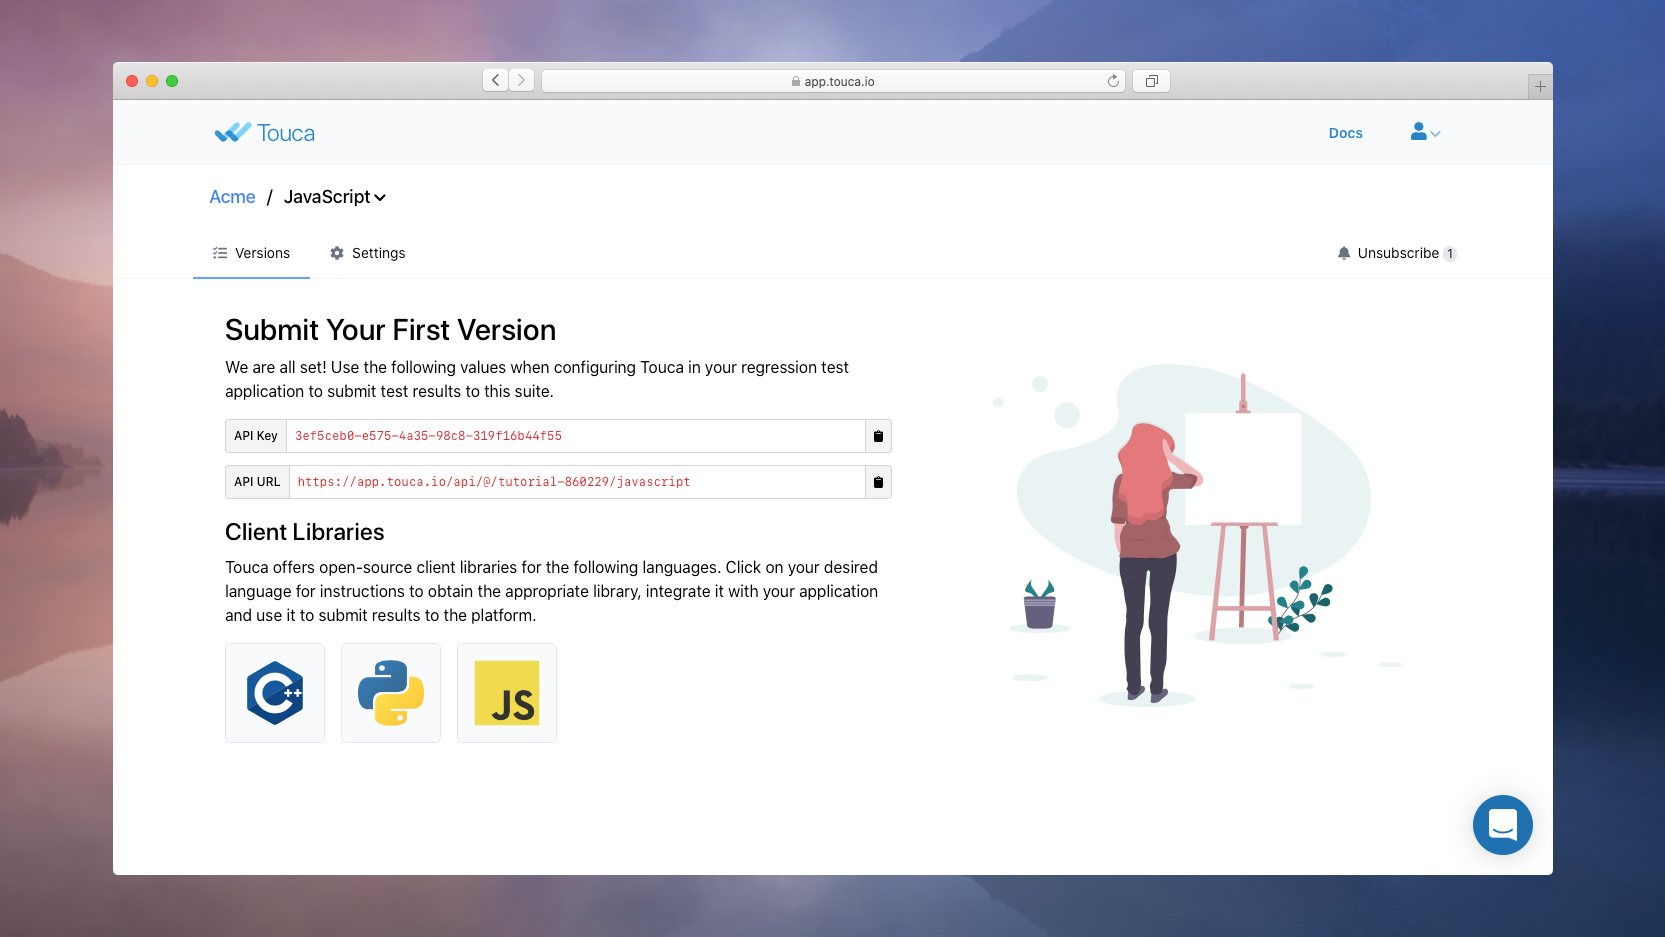 app.touca.io
Touca
Docs
Acme / JavaScript
Versions
Settings
Unsubscribe 1
Submit Your First Version
We are all set! Use the following values when configuring Touca in your regression test
application to submit test results to this suite.
API Key 3ef5ceb0-e575-4a35-98c8-319f16b44f55
API URL https://app.touca.io/api/@/tutorial-860229/javascript
Client Libraries
Touca offers open-source client libraries for the following languages. Click on your desired
language for instructions to obtain the appropriate library, integrate it with your application
and use it to submit results to the platform.
C++
JS